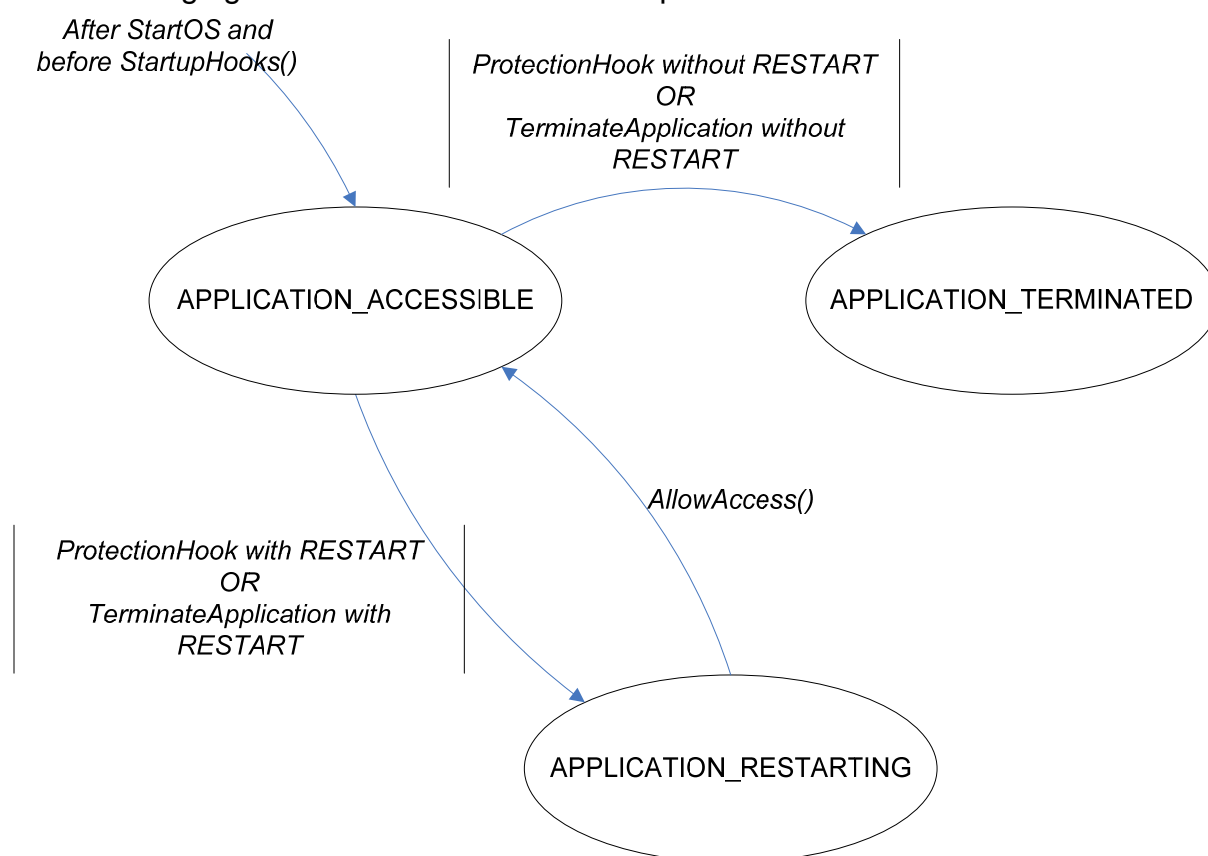 After StartOS and
before StartupHooks()
ProtectionHook without RESTART
OR
TerminateApplication without
RESTART
APPLICATION_ACCESSIBLE
APPLICATION_TERMINATED
AllowAccess()
ProtectionHook with RESTART
OR
TerminateApplication with
RESTART
APPLICATION_RESTARTING